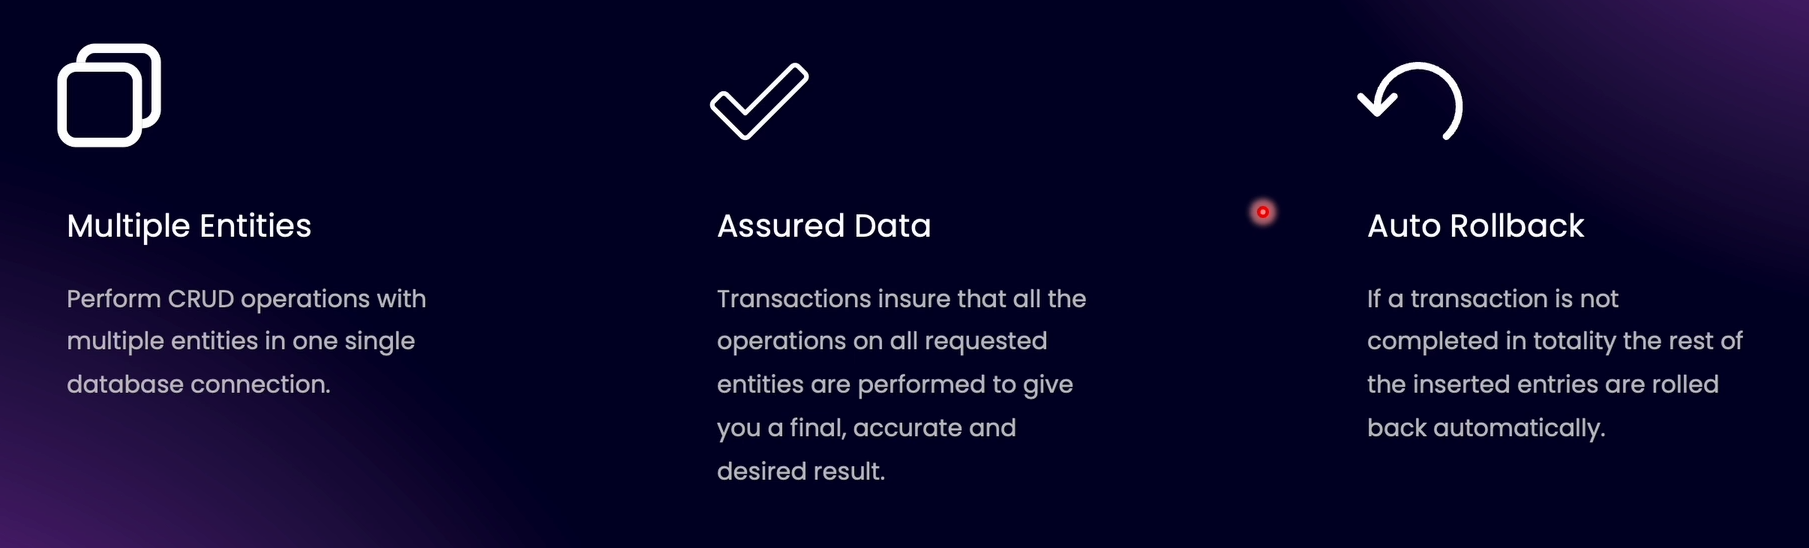 Multiple Entities
Perform CRUD operations with
multiple entities in one single
database connection.
Assured Data
Transactions insure that all the
operations on all requested
entities are performed to give
you a final, accurate and
desired result.
Auto Rollback
If a transaction is not
completed in totality the rest of
the inserted entries are rolled
back automatically.